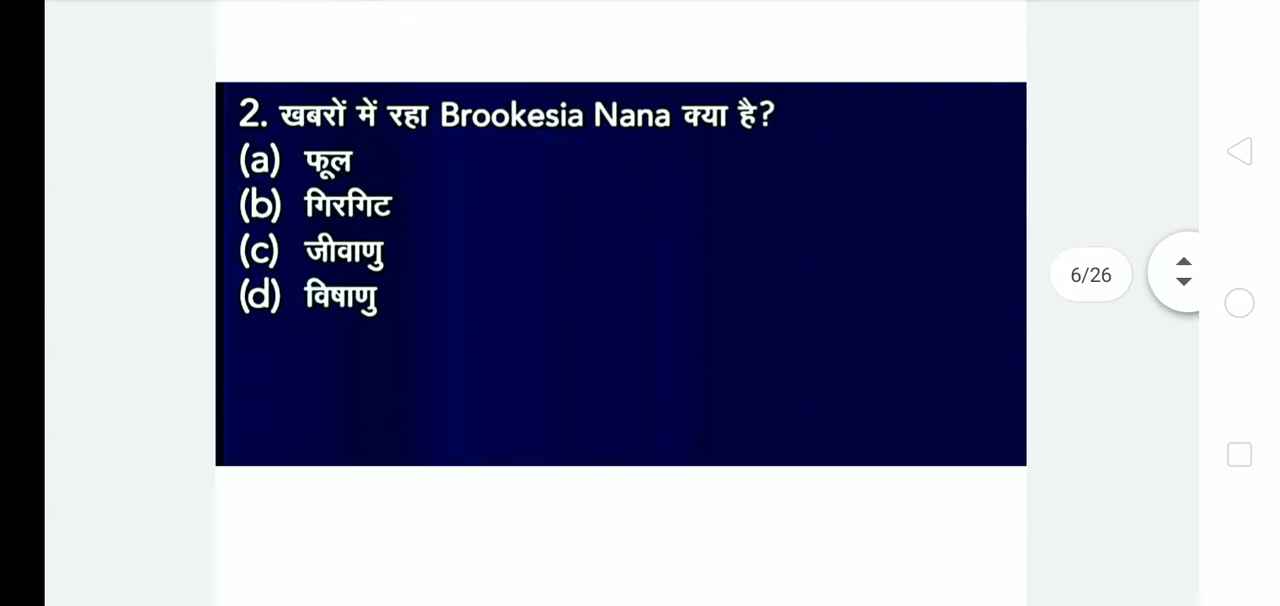 2. खबरों में रहा Brookesia Nana क्या है?
(a) फूल
(b) गिरगिट
(c) जीवाणु
(d) विषाणु
6/26